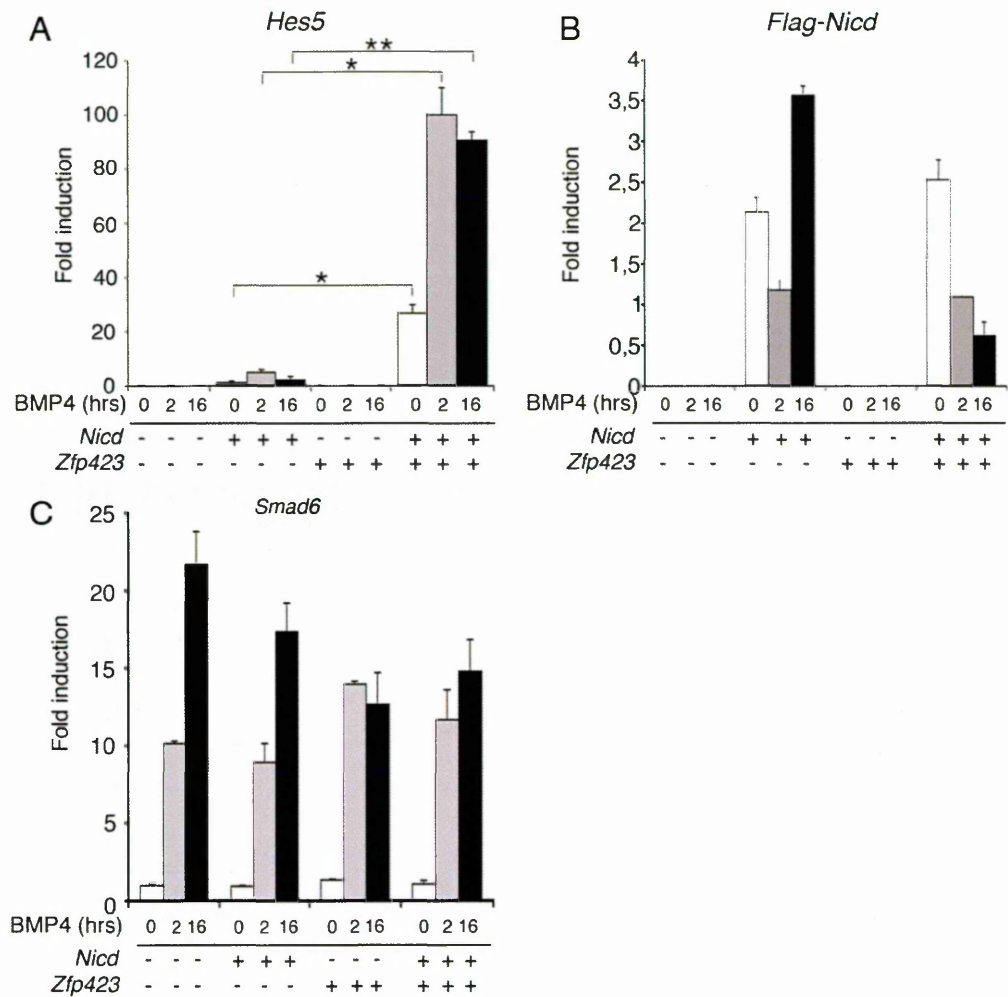 A
Hes5
**
*
*
Fold induction
120
100
80
60
40
20
0
BMP4 (hrs) 0 2 16 0 2 16 0 2 16 0 2 16
Nicd - - - + + + - - - + + +
Zfp423 - - - - - - + + + + + +
B
Flag-Nicd
Fold induction
4
3,5
3
2,5
2
1,5
1
0,5
0
BMP4 (hrs) 0 2 16 0 2 16 0 2 16 0 2 16
Nicd - - - + + + - - - + + +
Zfp423 - - - - - - + + + + + +
C
Smad6
Fold induction
25
20
15
10
5
0
BMP4 (hrs) 0 2 16 0 2 16 0 2 16 0 2 16
Nicd - - - + + + - - - + + +
Zfp423 - - - - - - + + + + + +